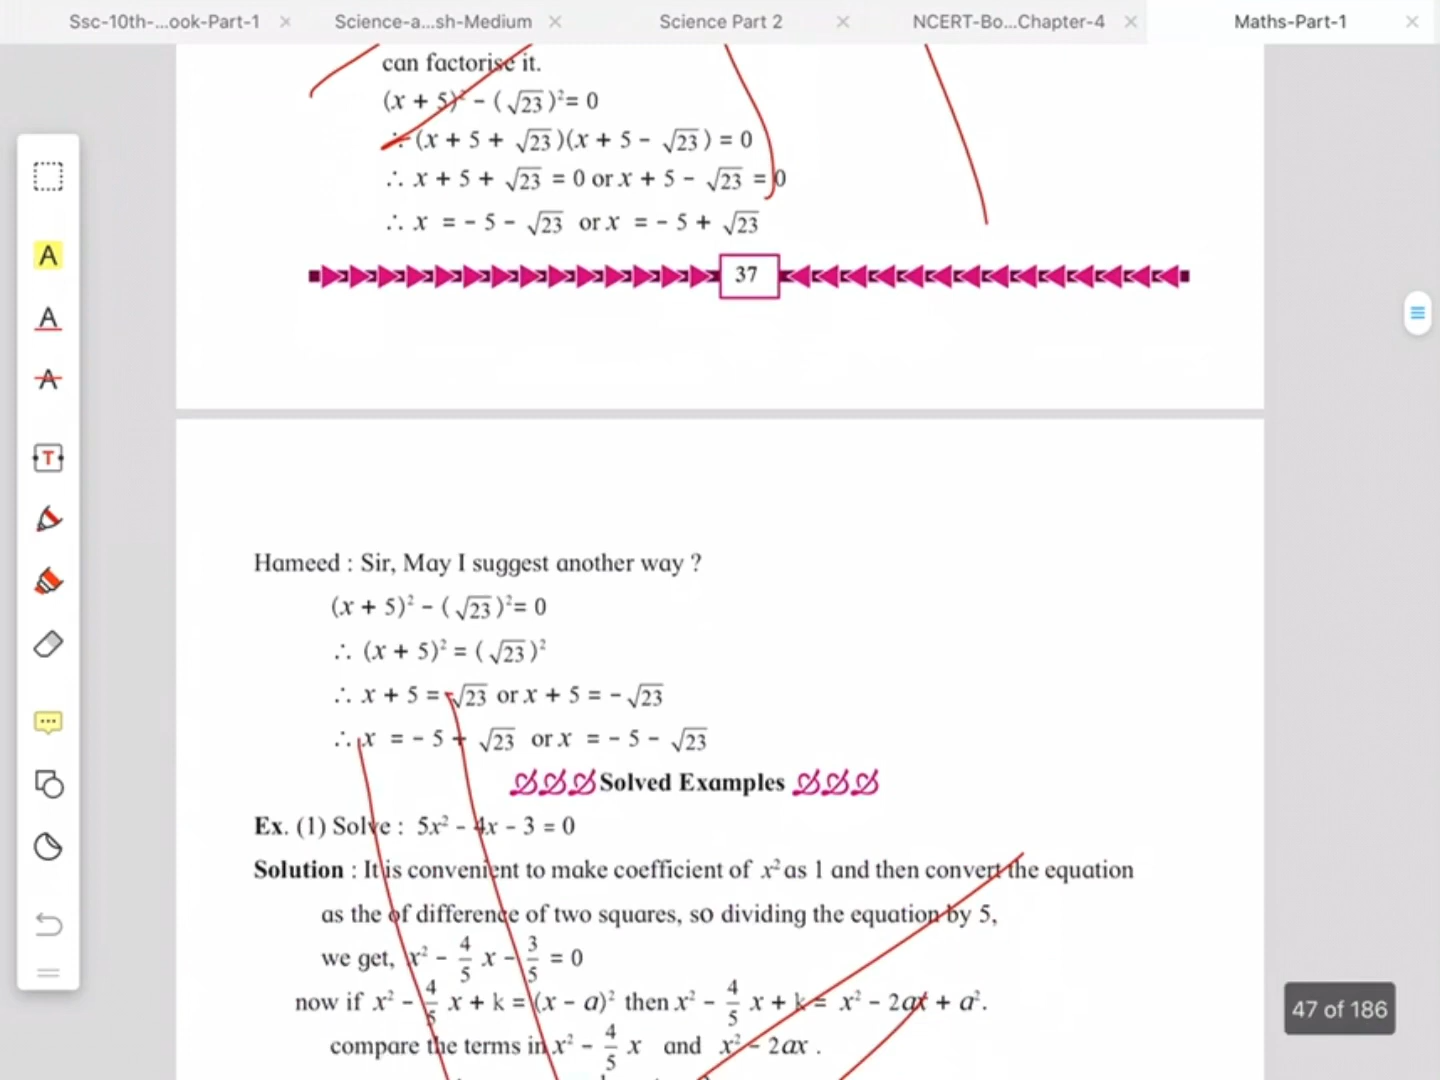 Ssc-10th-...ook-Part-1
Science-a...sh-Medium
Science Part 2
NCERT-Bo...Chapter-4
Maths-Part-1
can factorise it.
(x + 5)² - (√23)² = 0
∴ (x + 5 + √23)(x + 5 - √23) = 0
∴ x + 5 + √23 = 0 or x + 5 - √23 = 0
∴ x = - 5 - √23 or x = - 5 + √23
37
Hameed : Sir, May I suggest another way ?
(x + 5)² - (√23)² = 0
∴ (x + 5)² = (√23)²
∴ x + 5 = √23 or x + 5 = - √23
∴ x = - 5 + √23 or x = - 5 - √23
Solved Examples
Ex. (1) Solve : 5x² - 4x - 3 = 0
Solution : It is convenient to make coefficient of x² as 1 and then convert the equation
as the of difference of two squares, so dividing the equation by 5,
we get, x² - 4/5 x - 3/5 = 0
now if x² - 4/5 x + k = (x - a)² then x² - 4/5 x + k = x² - 2ax + a².
compare the terms in x² - 4/5 x and x² - 2ax .
A
A
A
T
47 of 186